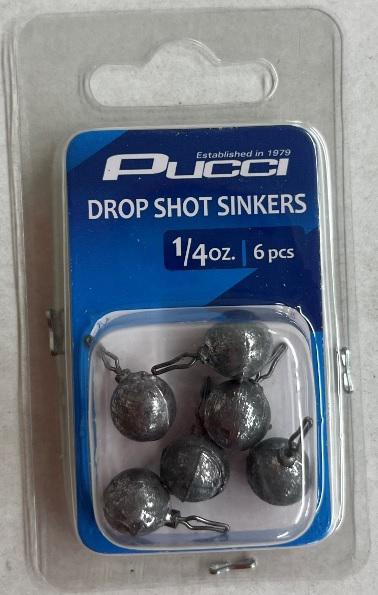 Established in 1979
PUCCI
DROP SHOT SINKERS
1/4oz. | 6 pcs